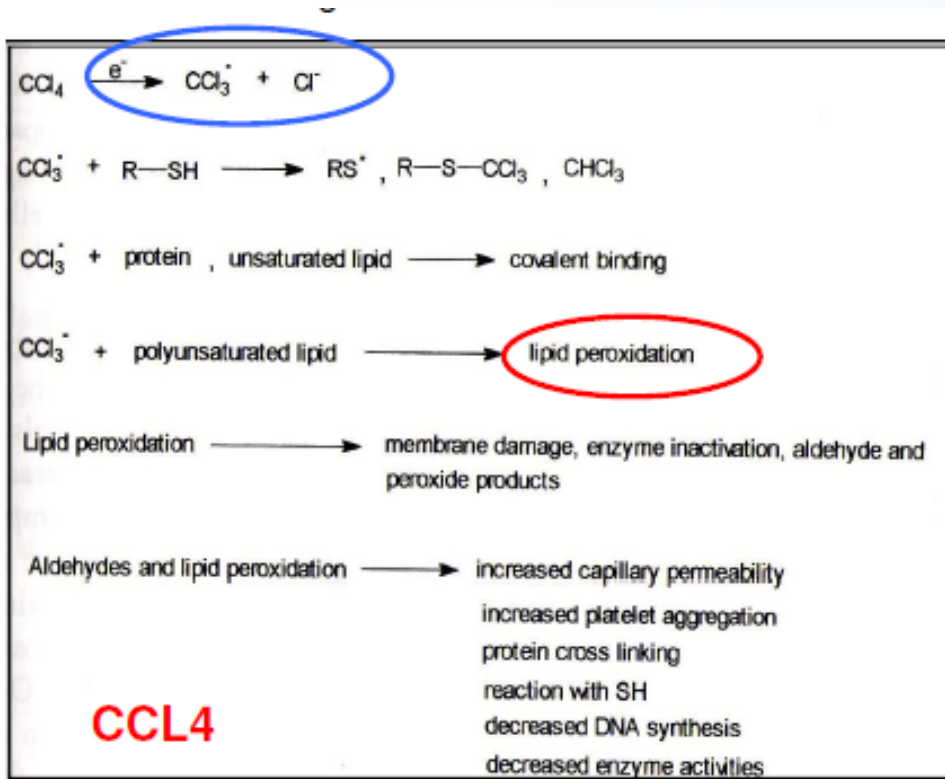 CCl₄ e⁻ → CCl₃˙ + Cl⁻
CCl₃˙ + R—SH → RS˙ , R—S—CCl₃ , CHCl₃
CCl₃˙ + protein , unsaturated lipid → covalent binding
CCl₃˙ + polyunsaturated lipid → lipid peroxidation
Lipid peroxidation → membrane damage, enzyme inactivation, aldehyde and
peroxide products
Aldehydes and lipid peroxidation → increased capillary permeability
increased platelet aggregation
protein cross linking
reaction with SH
decreased DNA synthesis
decreased enzyme activities
CCL4